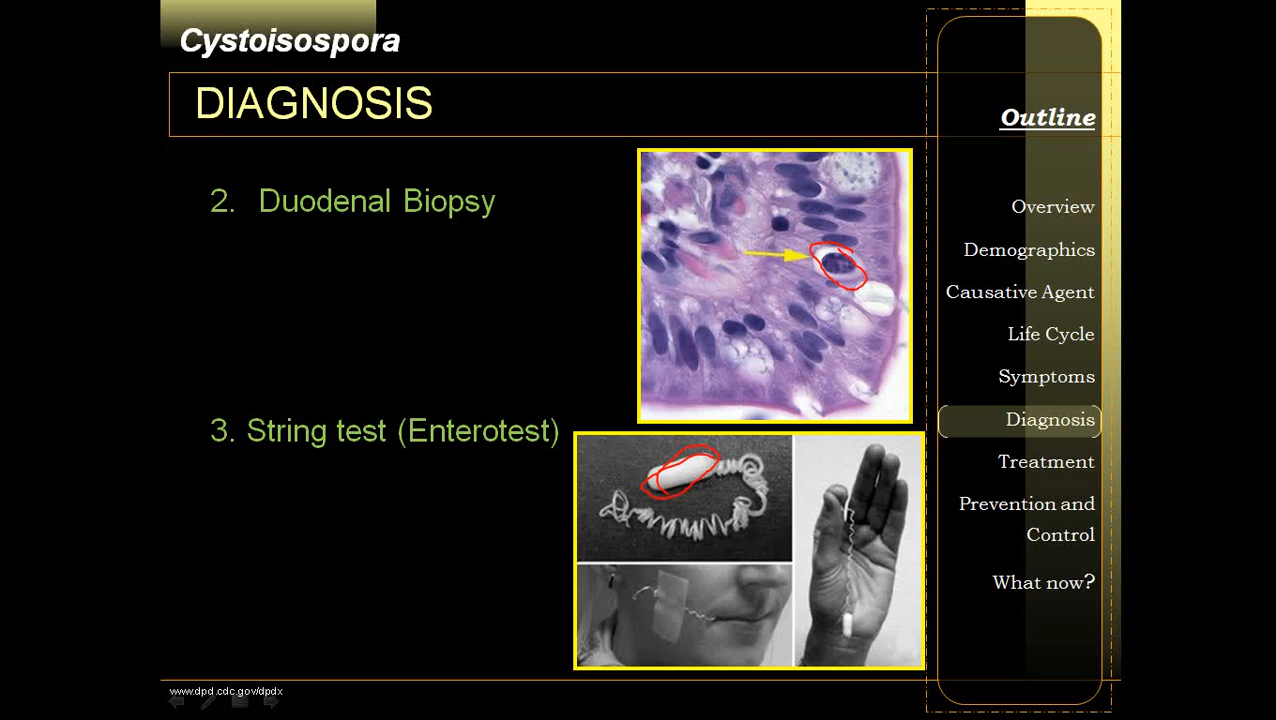 Cystoisospora
DIAGNOSIS
2. Duodenal Biopsy
3. String test (Enterotest)
Outline
Overview
Demographics
Causative Agent
Life Cycle
Symptoms
Diagnosis
Treatment
Prevention and
Control
What now?
www.dpd.cdc.gov/dpdx